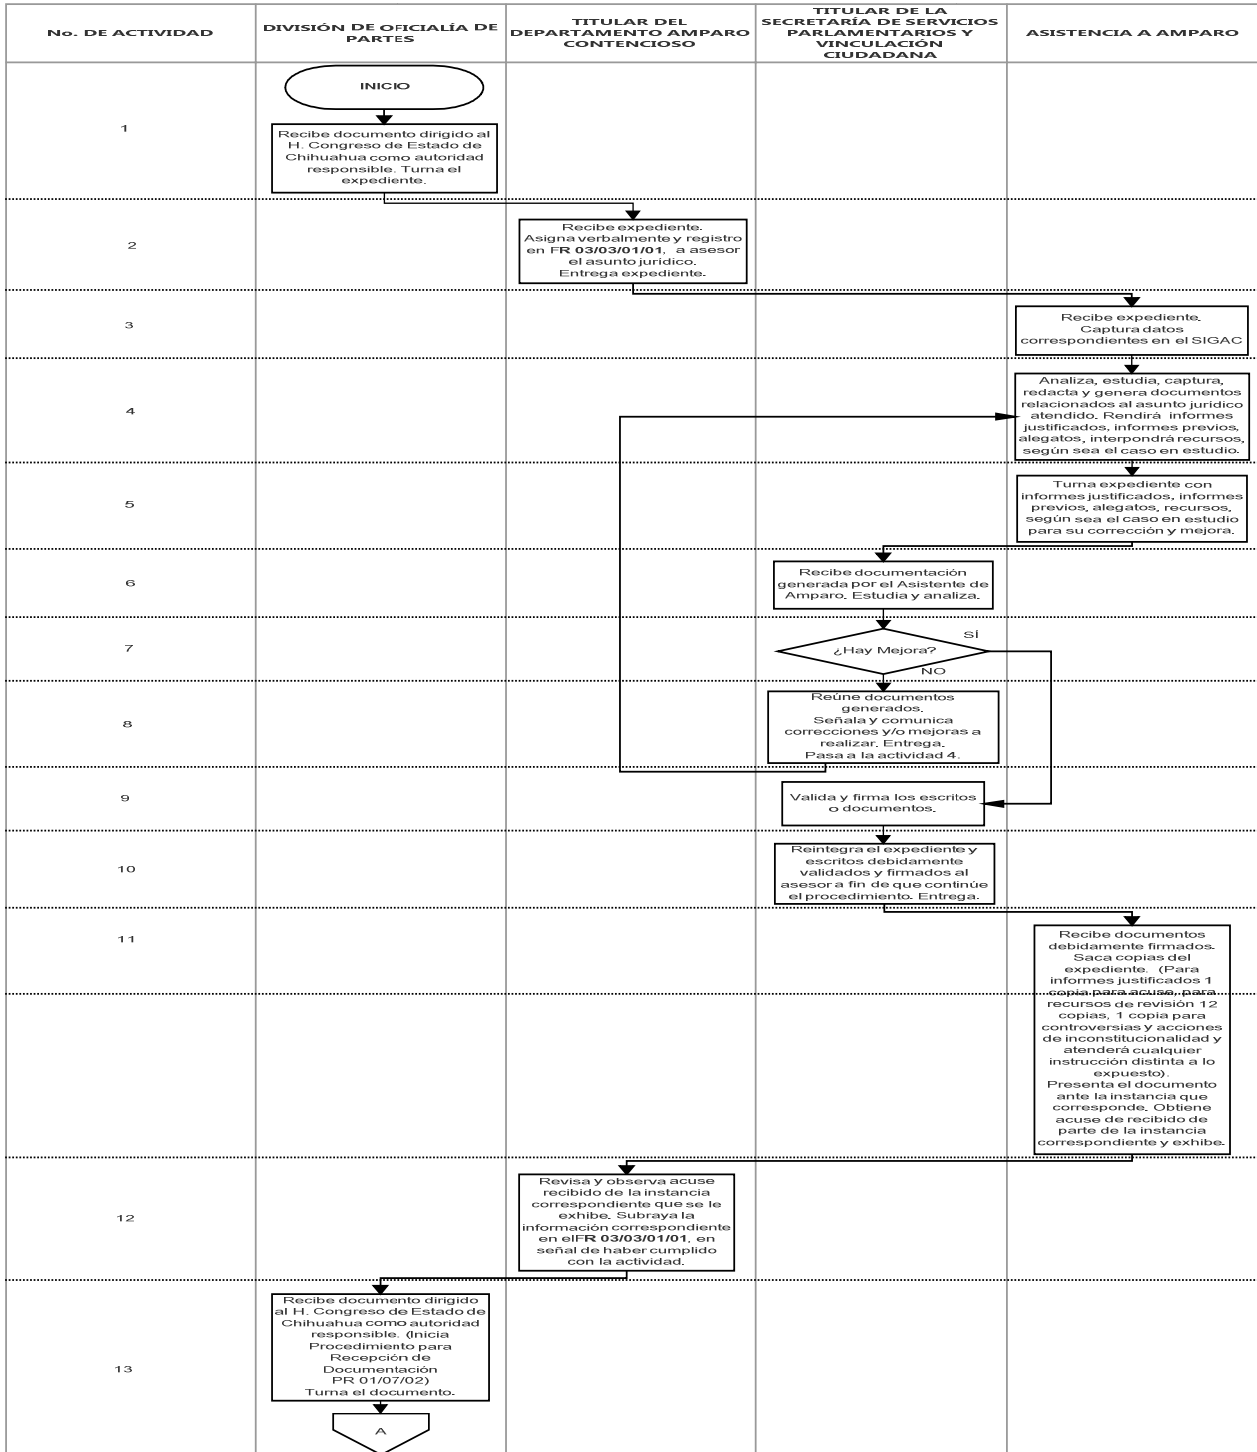 No. DE ACTIVIDAD
DIVISIÓN DE OFICIALÍA DE
PARTES
TITULAR DEL
DEPARTAMENTO AMPARO
CONTENCIOSO
TITULAR DE LA
SECRETARÍA DE SERVICIOS
PARLAMENTARIOS Y
VINCULACIÓN
CIUDADANA
ASISTENCIA A AMPARO
1
INICIO
Recibe documento dirigido al
H. Congreso de Estado de
Chihuahua como autoridad
responsible. Turna el
expediente.
2
Recibe expediente.
Asigna verbalmente y registro
en FR 03/03/01/01, a asesor
el asunto jurídico.
Entrega expediente.
3
Recibe expediente.
Captura datos
correspondientes en el SIGAC
4
Analiza, estudia, captura,
redacta y genera documentos
relacionados al asunto jurídico
atendido. Rendirá informes
justificados, informes previos,
alegatos, interpondrá recursos,
según sea el caso en estudio.
5
Turna expediente con
informes justificados, informes
previos, alegatos, recursos,
según sea el caso en estudio
para su corrección y mejora.
6
Recibe documentación
generada por el Asistente de
Amparo. Estudia y analiza.
7
¿Hay Mejora?
SÍ
NO
8
Reúne documentos
generados.
Señala y comunica
correcciones y/o mejoras a
realizar. Entrega.
Pasa a la actividad 4.
9
Valida y firma los escritos
o documentos.
10
Reintegra el expediente y
escritos debidamente
validados y firmados al
asesor a fin de que continúe
el procedimiento. Entrega.
11
Recibe documentos
debidamente firmados.
Saca copias del
expediente. (Para
informes justificados 1
copia para acuse, para
recursos de revisión 12
copias, 1 copia para
controversias y acciones
de inconstitucionalidad y
atenderá cualquier
instrucción distinta a lo
expuesto).
Presenta el documento
ante la instancia que
corresponde. Obtiene
acuse de recibido de
parte de la instancia
correspondiente y exhibe.
12
Revisa y observa acuse
recibido de la instancia
correspondiente que se le
exhibe. Subraya la
información correspondiente
en elFR 03/03/01/01, en
señal de haber cumplido
con la actividad.
13
Recibe documento dirigido
al H. Congreso de Estado de
Chihuahua como autoridad
responsible. (Inicia
Procedimiento para
Recepción de
Documentación
PR 01/07/02)
Turna el documento.
A